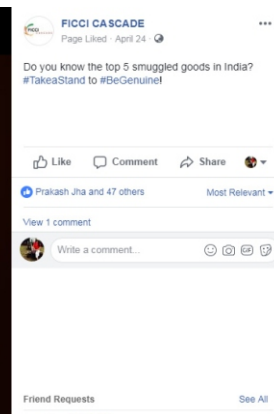 FICCI
FICCI CASCADE
Page Liked · April 24 ·
Do you know the top 5 smuggled goods in India?
#TakeaStand to #BeGenuine!
Like Comment Share
Prakash Jha and 47 others Most Relevant
View 1 comment
Write a comment... GIF
Friend Requests See All